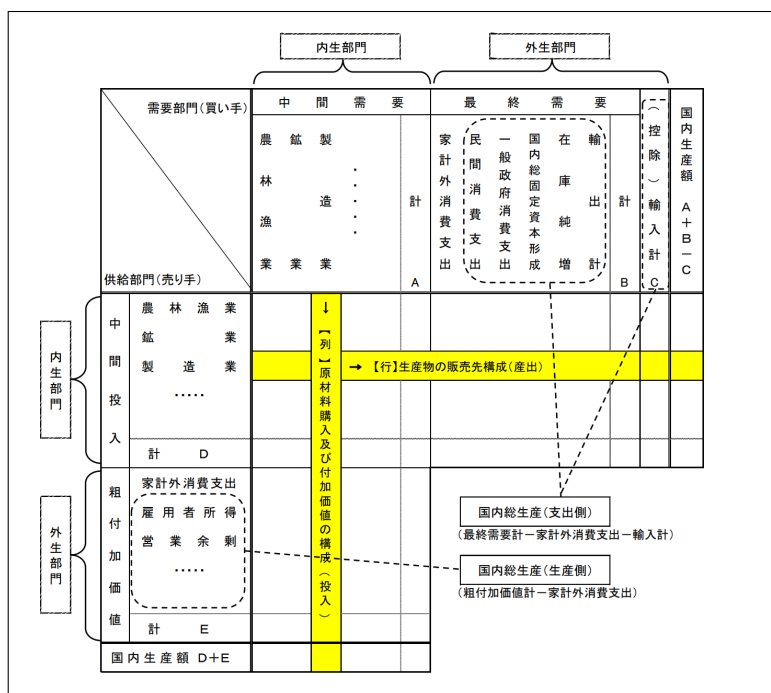 内生部門
外生部門
需要部門(買い手)
供給部門(売り手)
中間需要
最終需要
農林漁業
鉱業
製造業
・・・・・
計 A
家計外消費支出
民間消費支出
一般政府消費支出
国内総固定資本形成
在庫純増
輸出計
計 B
(控除)輸入計 C
国内生産額 A+B-C
内生部門
中間投入
農林漁業
鉱業
製造業
・・・・・
計 D
↓【列】原材料購入及び付加価値の構成(投入)
→【行】生産物の販売先構成(産出)
外生部門
粗付加価値
家計外消費支出
雇用者所得
営業余剰
・・・・・
計 E
国内生産額 D+E
国内総生産(支出側)
(最終需要計-家計外消費支出-輸入計)
国内総生産(生産側)
(粗付加価値計-家計外消費支出)